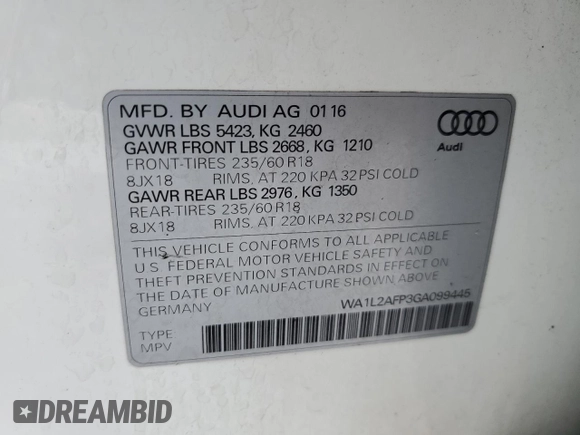 MFD. BY AUDI AG 01 16
GVWR LBS 5423, KG 2460
GAWR FRONT LBS 2668, KG 1210
FRONT-TIRES 235/60 R18
8JX18 RIMS, AT 220 KPA 32 PSI COLD
GAWR REAR LBS 2976, KG 1350
REAR-TIRES 235/60 R18
8JX18 RIMS, AT 220 KPA 32 PSI COLD
Audi
THIS VEHICLE CONFORMS TO ALL APPLICABLE
U.S. FEDERAL MOTOR VEHICLE SAFETY AND
THEFT PREVENTION STANDARDS IN EFFECT ON
THE DATE OF MANUFACTURE SHOWN ABOVE
GERMANY
WA1L2AFP3GA099445
TYPE
MPV
DREAMBID